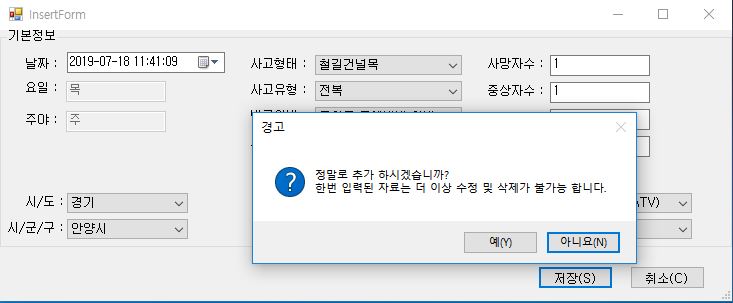 InsertForm
기본정보
날짜 : 2019-07-18 11:41:09
사고형태 : 철길건널목
사망자수 : 1
요일 : 목
사고유형 : 전복
중상자수 : 1
주야 : 주
경고
정말로 추가 하시겠습니까?
한번 입력된 자료는 더 이상 수정 및 삭제가 불가능 합니다.
시/도 : 경기
ATV)
시/군/구 : 안양시
예(Y)
아니요(N)
저장(S)
취소(C)